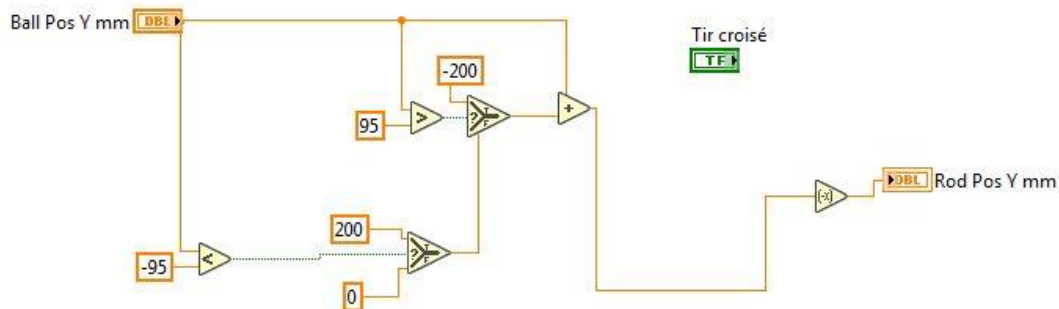 Ball Pos Y mm
DBL
Tir croisé
TF
-200
95
>
? T F
+
DBL
Rod Pos Y mm
(-x)
200
? T F
-95
<
0